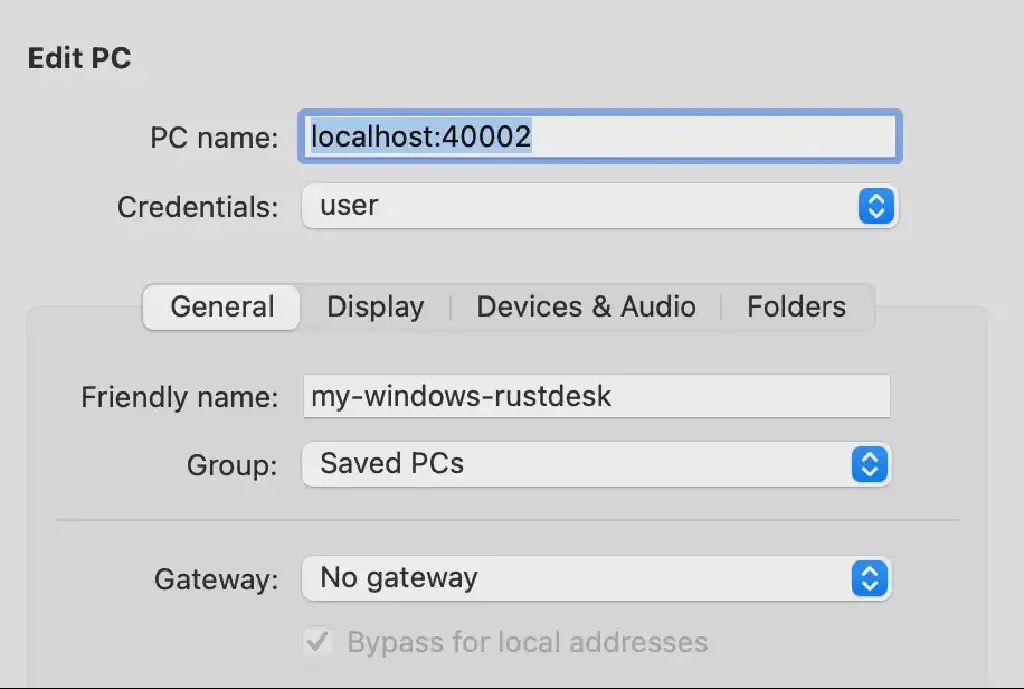 Edit PC
PC name: localhost:40002
Credentials: user
General Display Devices & Audio Folders
Friendly name: my-windows-rustdesk
Group: Saved PCs
Gateway: No gateway
Bypass for local addresses